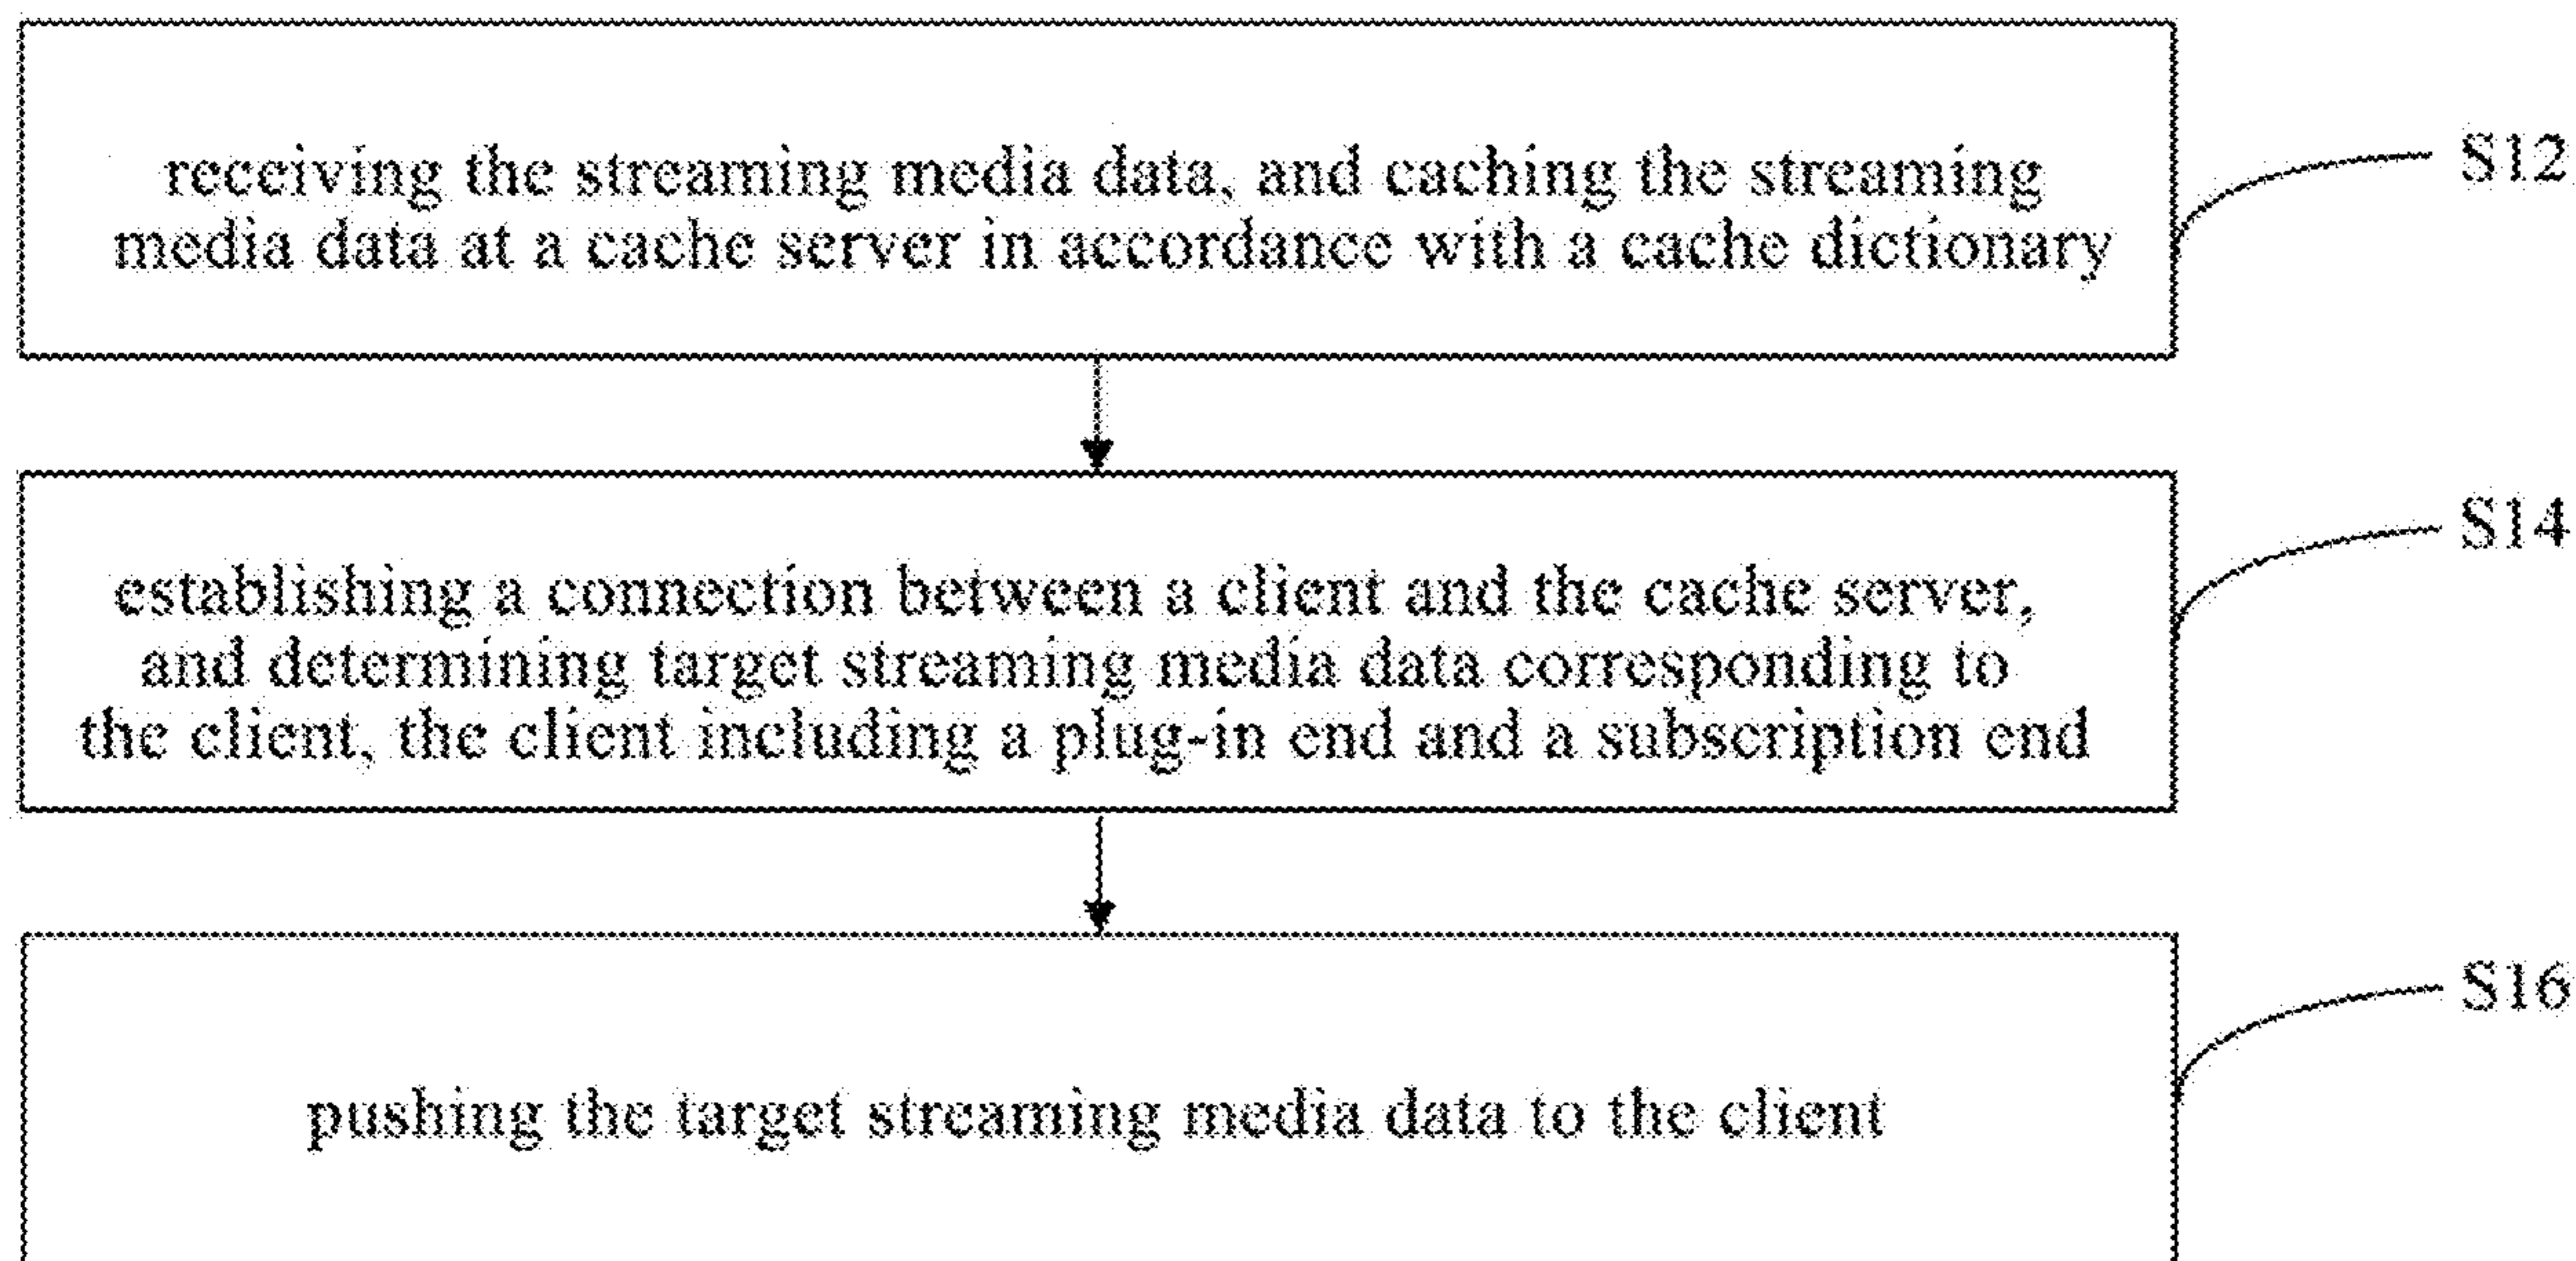 receiving the streaming media data, and caching the streaming
media data at a cache server in accordance with a cache dictionary
S12
establishing a connection between a client and the cache server,
and determining target streaming media data corresponding to
the client, the client including a plug-in end and a subscription end
S14
pushing the target streaming media data to the client
S16